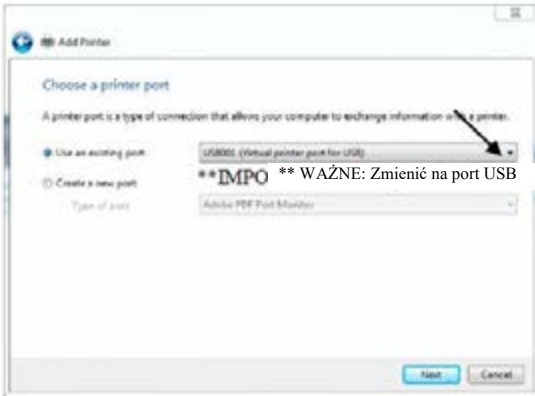 Add Printer
Choose a printer port
A printer port is a type of connection that allows your computer to exchange information with a printer.
Use an existing port:
USB001 (Virtual printer port for USB)
Create a new port:
**IMPO
** WAŻNE: Zmienić na port USB
Type of port:
Adobe PDF Port Monitor
Next
Cancel